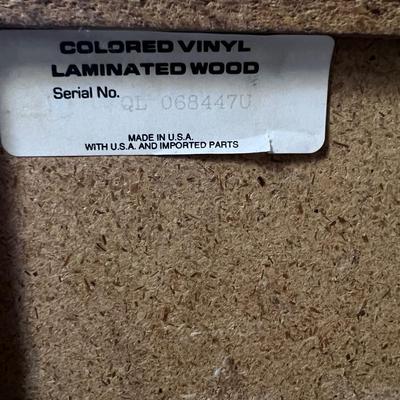 COLORED VINYL
LAMINATED WOOD
Serial No. QL 068447U
MADE IN U.S.A.
WITH U.S.A. AND IMPORTED PARTS